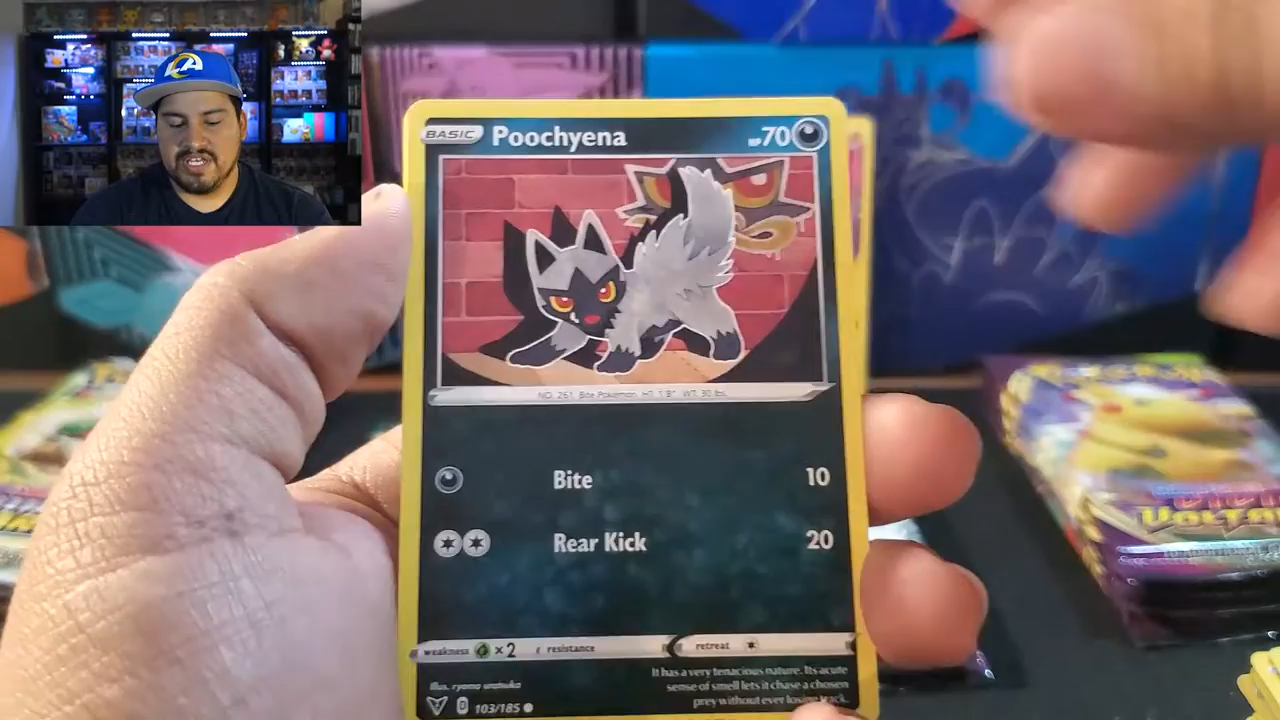 BASIC Poochyena HP70
NO. 261 Bite Pokémon HT. 1'8" WT. 30 lbs.
Bite 10
Rear Kick 20
weakness ×2 resistance retreat
Illus. ryoma uratsuka
It has a very tenacious nature. Its acute
sense of smell lets it chase a chosen
prey without ever losing track.
D 103/185
VOLTA